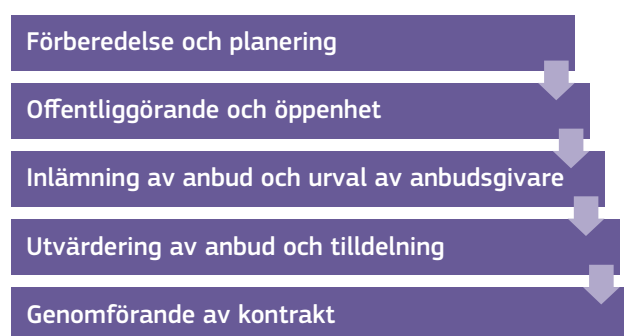 Förberedelse och planering
Offentliggörande och öppenhet
Inlämning av anbud och urval av anbudsgivare
Utvärdering av anbud och tilldelning
Genomförande av kontrakt